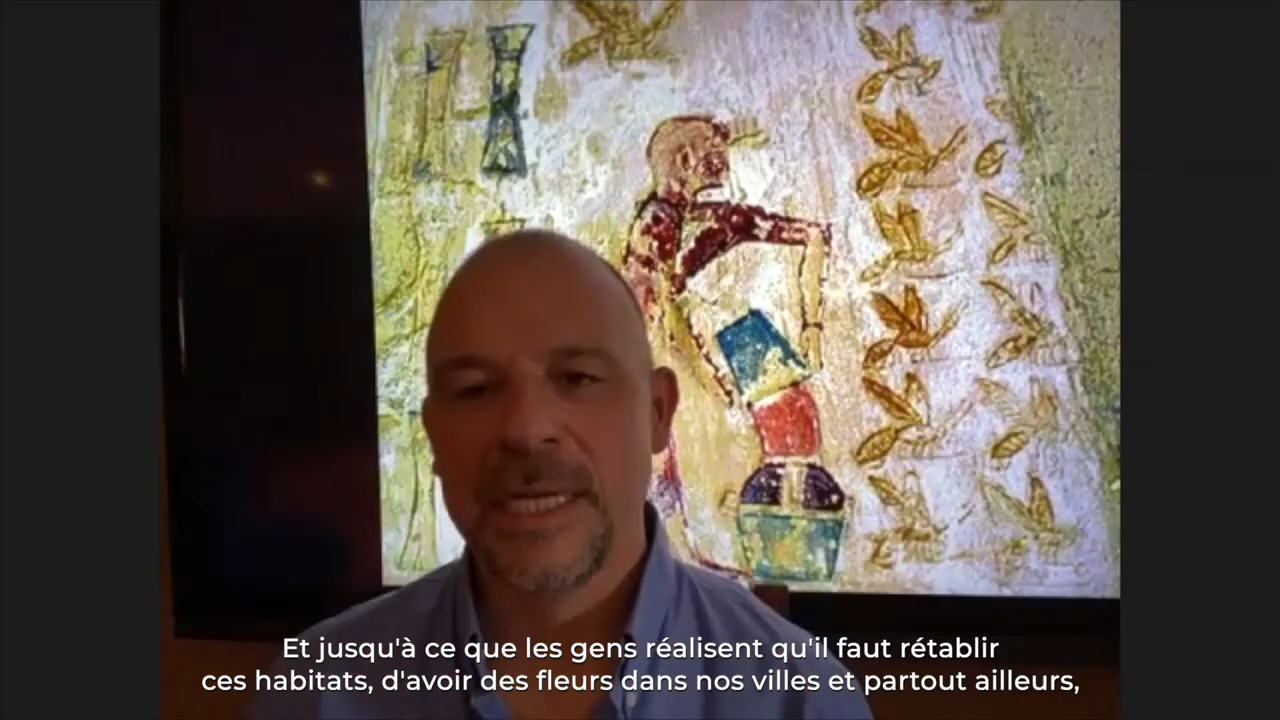 Et jusqu'à ce que les gens réalisent qu'il faut rétablir
ces habitats, d'avoir des fleurs dans nos villes et partout ailleurs,